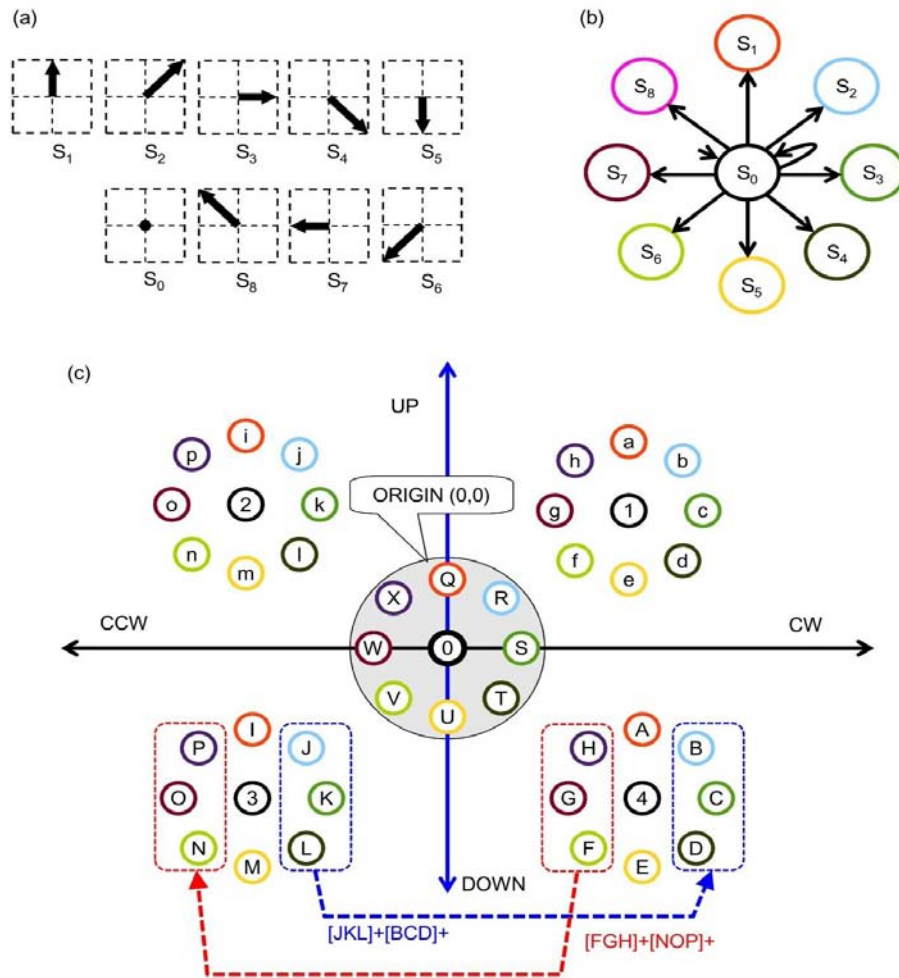 (a)
S1 S2 S3 S4 S5
S0 S8 S7 S6
(b)
S1
S8 S2
S7 S0 S3
S6 S4
S5
(c)
UP
i
p j
o 2 k
n l
m
ORIGIN (0,0)
a
h b
g 1 c
f d
e
Q
X R
CCW
CW
W 0 S
V T
U
I
P J
O 3 K
N L
M
A
H B
G 4 C
F D
E
DOWN
[JKL]+[BCD]+
[FGH]+[NOP]+